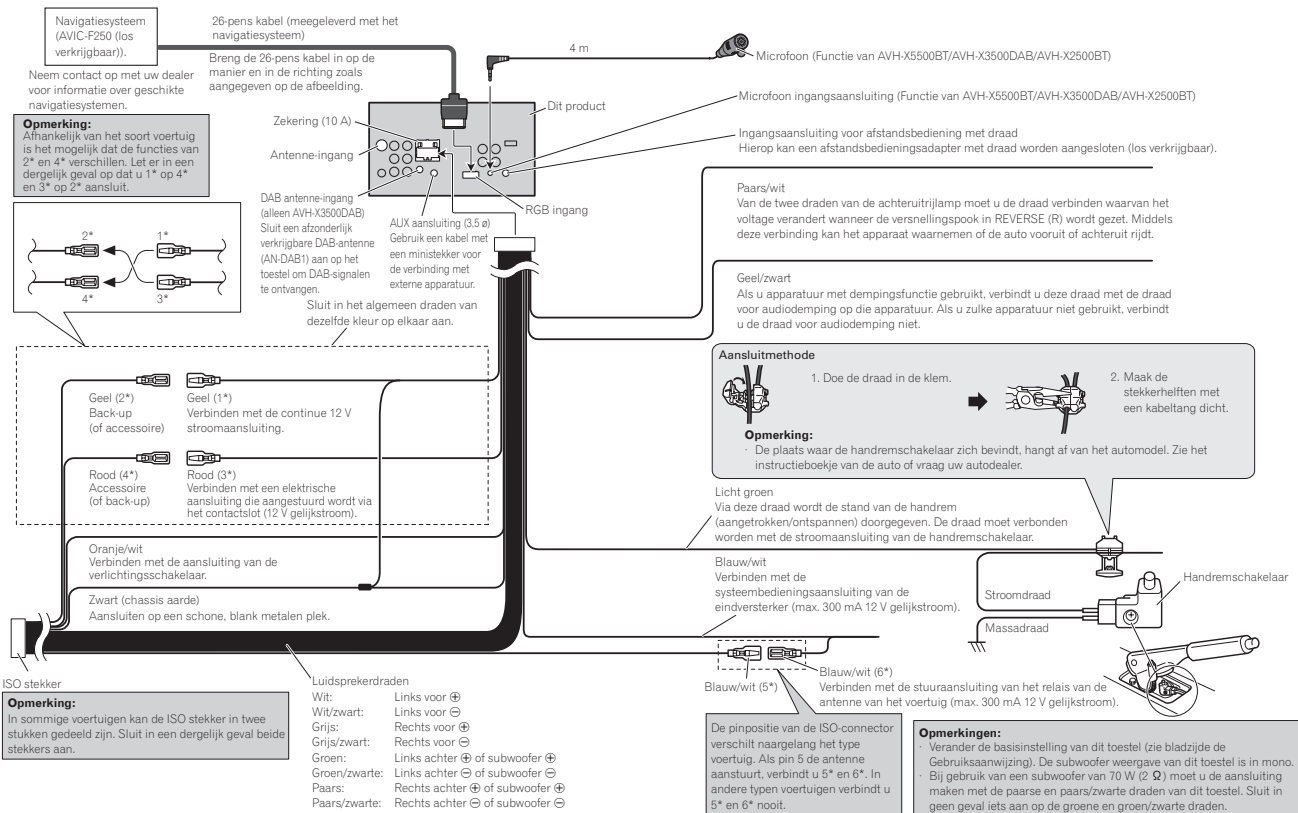 Navigatiesysteem
(AVIC-F250 (los
verkrijgbaar)).
Neem contact op met uw dealer
voor informatie over geschikte
navigatiesystemen.
26-pens kabel (meegeleverd met het
navigatiesysteem)
Breng de 26-pens kabel in op de
manier en in de richting zoals
aangegeven op de afbeelding.
4 m
Microfoon (Functie van AVH-X5500BT/AVH-X3500DAB/AVH-X2500BT)
Microfoon ingangsaansluiting (Functie van AVH-X5500BT/AVH-X3500DAB/AVH-X2500BT)
Dit product
Zekering (10 A)
Antenne-ingang
Ingangsaansluiting voor afstandsbediening met draad
Hierop kan een afstandsbedieningsadapter met draad worden aangesloten (los verkrijgbaar).
Opmerking:
Afhankelijk van het soort voertuig
is het mogelijk dat de functies van
2* en 4* verschillen. Let er in een
dergelijk geval op dat u 1* op 4*
en 3* op 2* aansluit.
2*
1*
4*
3*
DAB antenne-ingang
(alleen AVH-X3500DAB)
Sluit een afzonderlijk
verkrijgbare DAB-antenne
(AN-DAB1) aan op het
toestel om DAB-signalen
te ontvangen.
AUX aansluiting (3,5 ø)
Gebruik een kabel met
een ministekker voor
de verbinding met
externe apparatuur.
RGB ingang
Paars/wit
Van de twee draden van de achteruitrijlamp moet u de draad verbinden waarvan het
voltage verandert wanneer de versnellingspook in REVERSE (R) wordt gezet. Middels
deze verbinding kan het apparaat waarnemen of de auto vooruit of achteruit rijdt.
Geel/zwart
Als u apparatuur met dempingsfunctie gebruikt, verbindt u deze draad met de draad
voor audiodemping op die apparatuur. Als u zulke apparatuur niet gebruikt, verbindt
u de draad voor audiodemping niet.
Sluit in het algemeen draden van
dezelfde kleur op elkaar aan.
Geel (2*)
Back-up
(of accessoire)
Geel (1*)
Verbinden met de continue 12 V
stroomaansluiting.
Rood (4*)
Accessoire
(of back-up)
Rood (3*)
Verbinden met een elektrische
aansluiting die aangestuurd wordt via
het contactslot (12 V gelijkstroom).
Aansluitmethode
1. Doe de draad in de klem.
2. Maak de
stekkerhelften met
een kabeltang dicht.
Opmerking:
· De plaats waar de handremschakelaar zich bevindt, hangt af van het automodel. Zie het
instructieboekje van de auto of vraag uw autodealer.
Licht groen
Via deze draad wordt de stand van de handrem
(aangetrokken/ontspannen) doorgegeven. De draad moet verbonden
worden met de stroomaansluiting van de handremschakelaar.
Oranje/wit
Verbinden met de aansluiting van de
verlichtingsschakelaar.
Zwart (chassis aarde)
Aansluiten op een schone, blank metalen plek.
Blauw/wit
Verbinden met de
systeembedieningsaansluiting van de
eindversterker (max. 300 mA 12 V gelijkstroom).
Stroomdraad
Massadraad
Handremschakelaar
Blauw/wit (5*)
Blauw/wit (6*)
Verbinden met de stuuraansluiting van het relais van de
antenne van het voertuig (max. 300 mA 12 V gelijkstroom).
ISO stekker
Opmerking:
In sommige voertuigen kan de ISO stekker in twee
stukken gedeeld zijn. Sluit in een dergelijk geval beide
stekkers aan.
Luidsprekerdraden
Wit: Links voor ⊕
Wit/zwart: Links voor ⊖
Grijs: Rechts voor ⊕
Grijs/zwart: Rechts voor ⊖
Groen: Links achter ⊕ of subwoofer ⊕
Groen/zwarte: Links achter ⊖ of subwoofer ⊖
Paars: Rechts achter ⊕ of subwoofer ⊕
Paars/zwarte: Rechts achter ⊖ of subwoofer ⊖
De pinpositie van de ISO-connector
verschilt naargelang het type
voertuig. Als pin 5 de antenne
aanstuurt, verbindt u 5* en 6*. In
andere typen voertuigen verbindt u
5* en 6* nooit.
Opmerkingen:
· Verander de basisinstelling van dit toestel (zie bladzijde de
Gebruiksaanwijzing). De subwoofer weergave van dit toestel is in mono.
· Bij gebruik van een subwoofer van 70 W (2 Ω) moet u de aansluiting
maken met de paarse en paars/zwarte draden van dit toestel. Sluit in
geen geval iets aan op de groene en groen/zwarte draden.